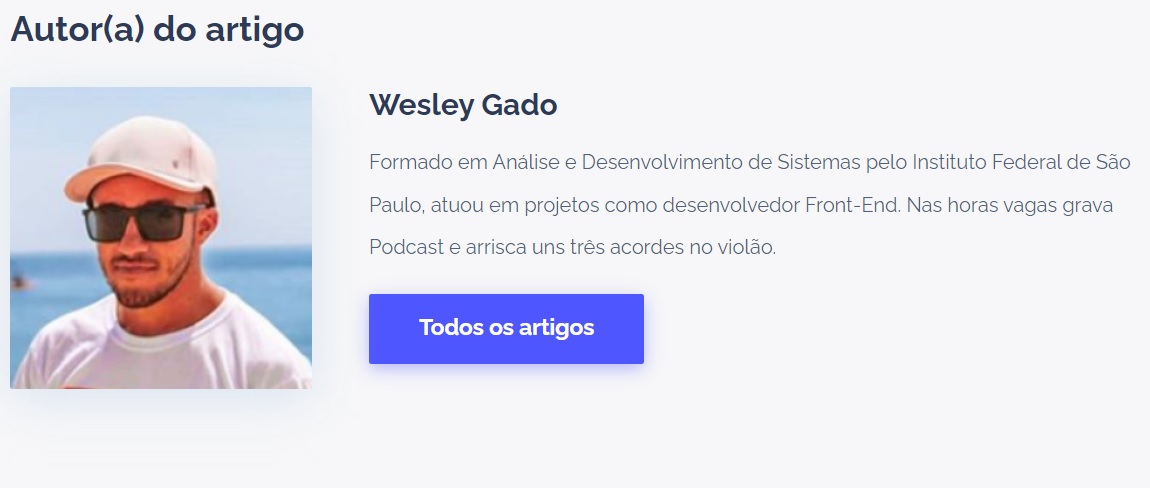 Autor(a) do artigo
Wesley Gado
Formado em Análise e Desenvolvimento de Sistemas pelo Instituto Federal de São
Paulo, atuou em projetos como desenvolvedor Front-End. Nas horas vagas grava
Podcast e arrisca uns três acordes no violão.
Todos os artigos